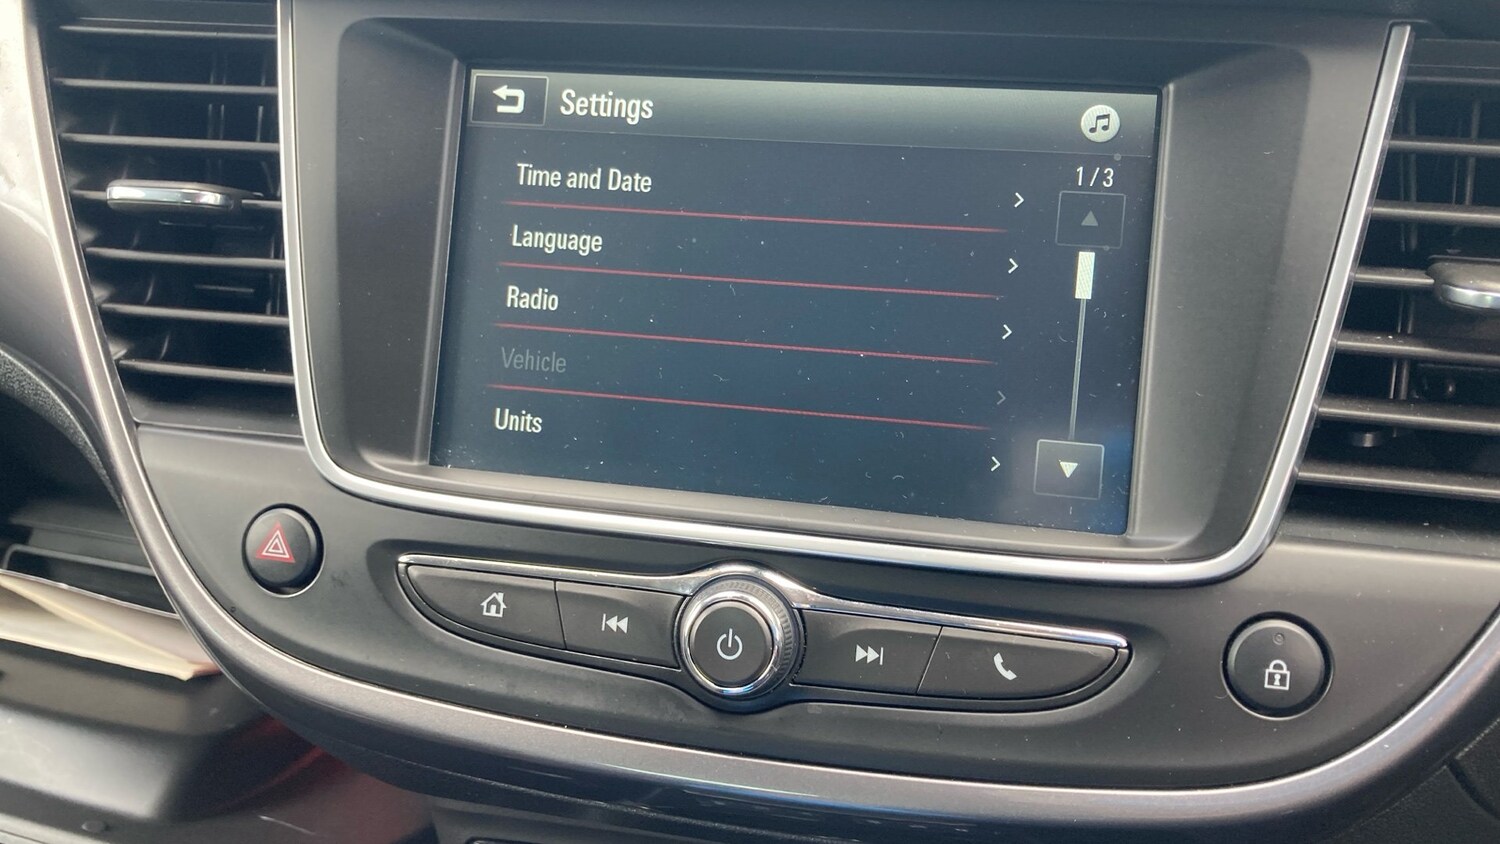 Settings
1/3
Time and Date
Language
Radio
Vehicle
Units